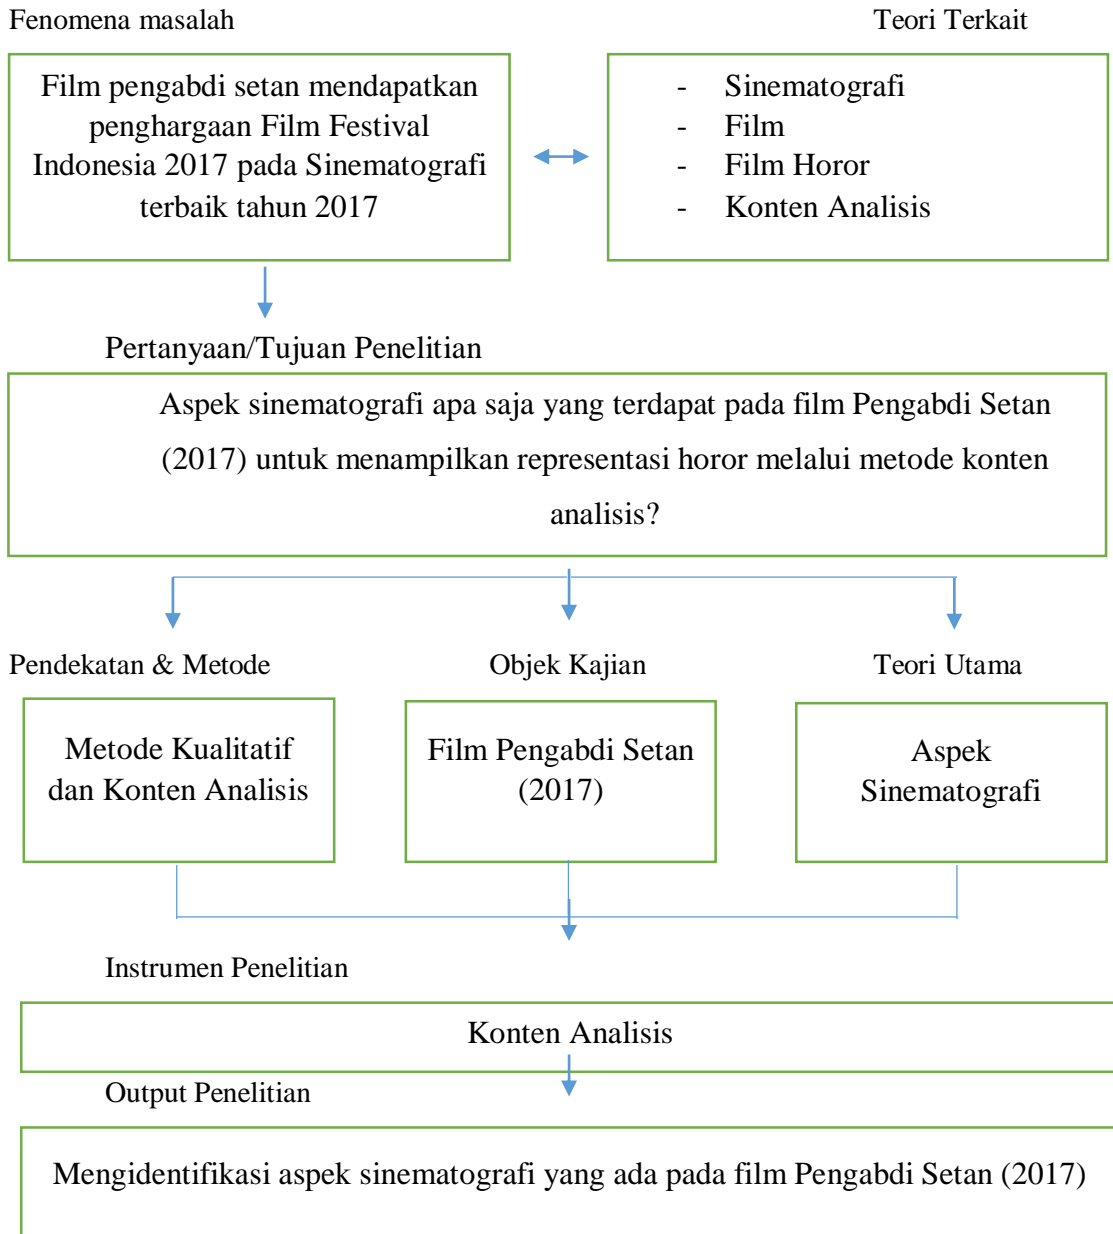 Fenomena masalah
Teori Terkait
Film pengabdi setan mendapatkan
penghargaan Film Festival
Indonesia 2017 pada Sinematografi
terbaik tahun 2017
- Sinematografi
- Film
- Film Horor
- Konten Analisis
Pertanyaan/Tujuan Penelitian
Aspek sinematografi apa saja yang terdapat pada film Pengabdi Setan
(2017) untuk menampilkan representasi horor melalui metode konten
analisis?
Pendekatan & Metode
Objek Kajian
Teori Utama
Metode Kualitatif
dan Konten Analisis
Film Pengabdi Setan
(2017)
Aspek
Sinematografi
Instrumen Penelitian
Konten Analisis
Output Penelitian
Mengidentifikasi aspek sinematografi yang ada pada film Pengabdi Setan (2017)